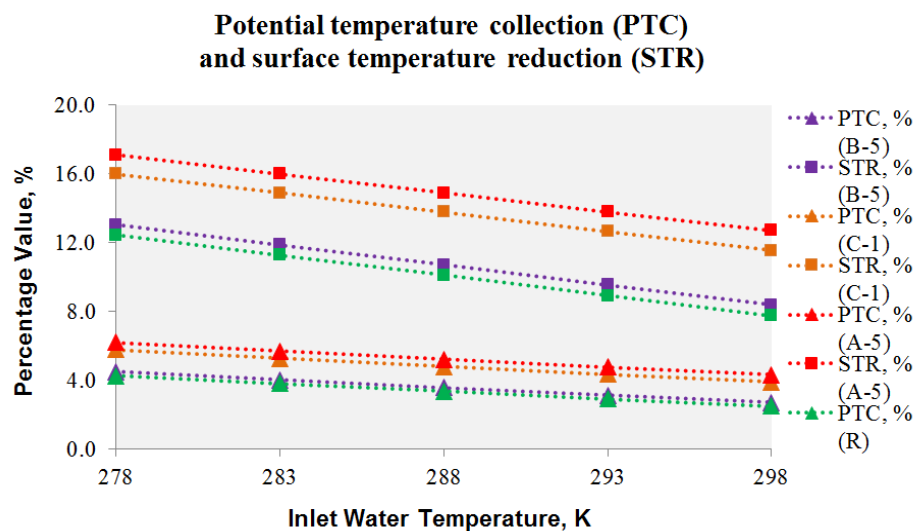 Potential temperature collection (PTC)
and surface temperature reduction (STR)
20.0
16.0
12.0
8.0
4.0
0.0
Percentage Value, %
278
283
288
293
298
Inlet Water Temperature, K
PTC, %
(B-5)
STR, %
(B-5)
PTC, %
(C-1)
STR, %
(C-1)
PTC, %
(A-5)
STR, %
(A-5)
PTC, %
(R)